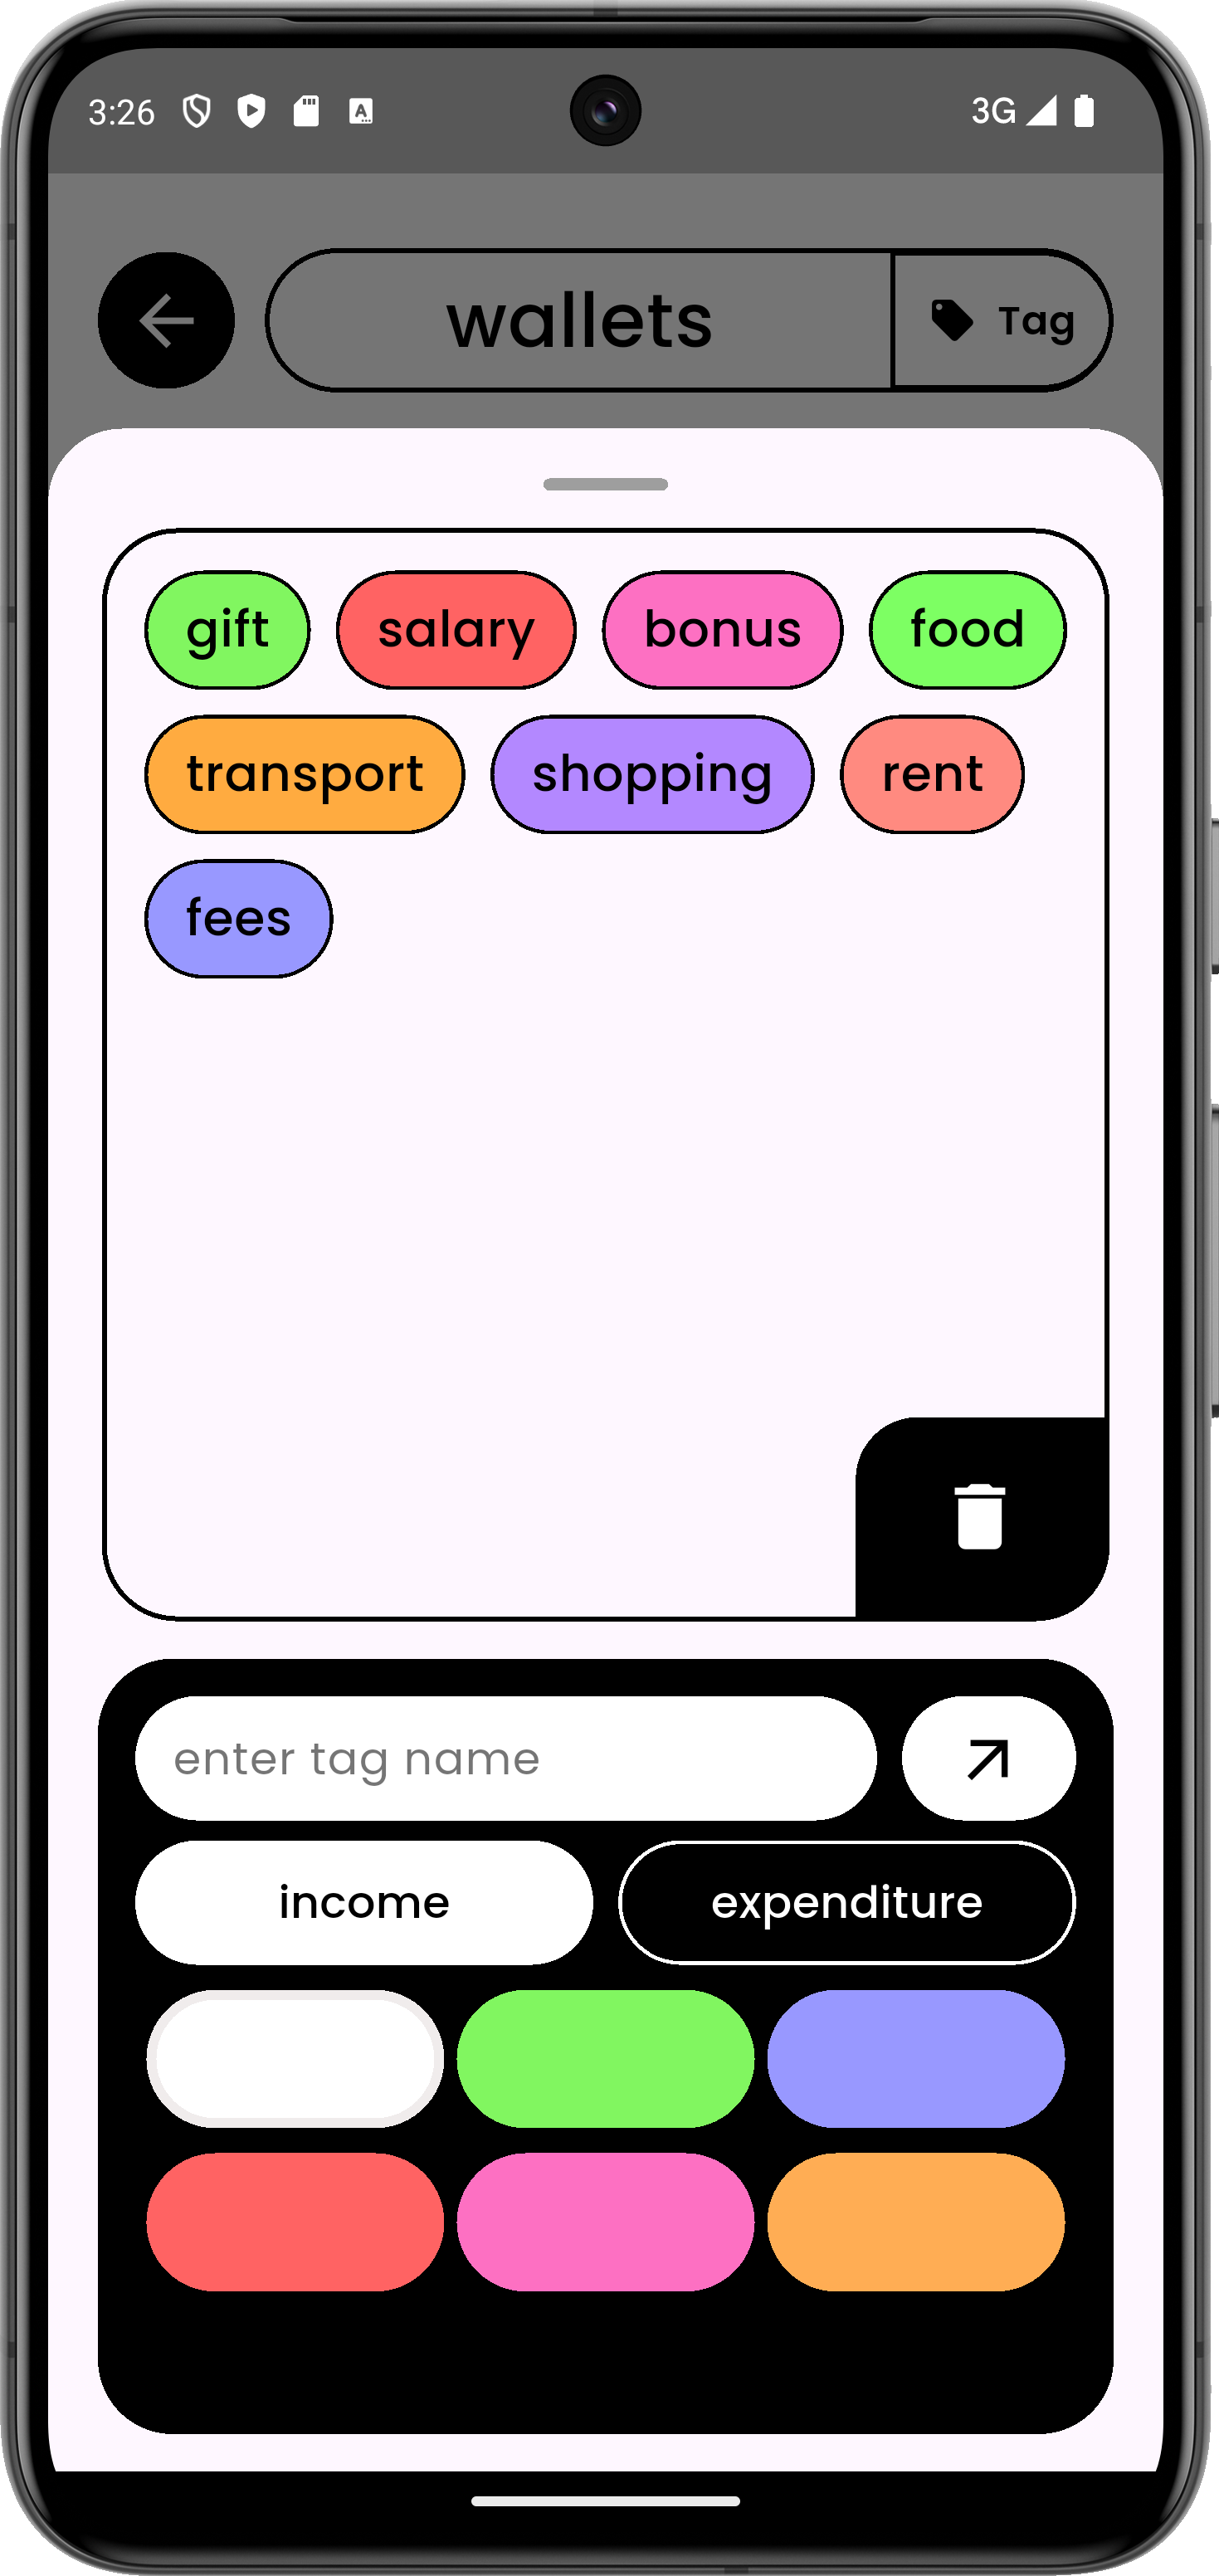 3:26 A 3G
wallets Tag
gift salary bonus food
transport shopping rent
fees
enter tag name
income expenditure